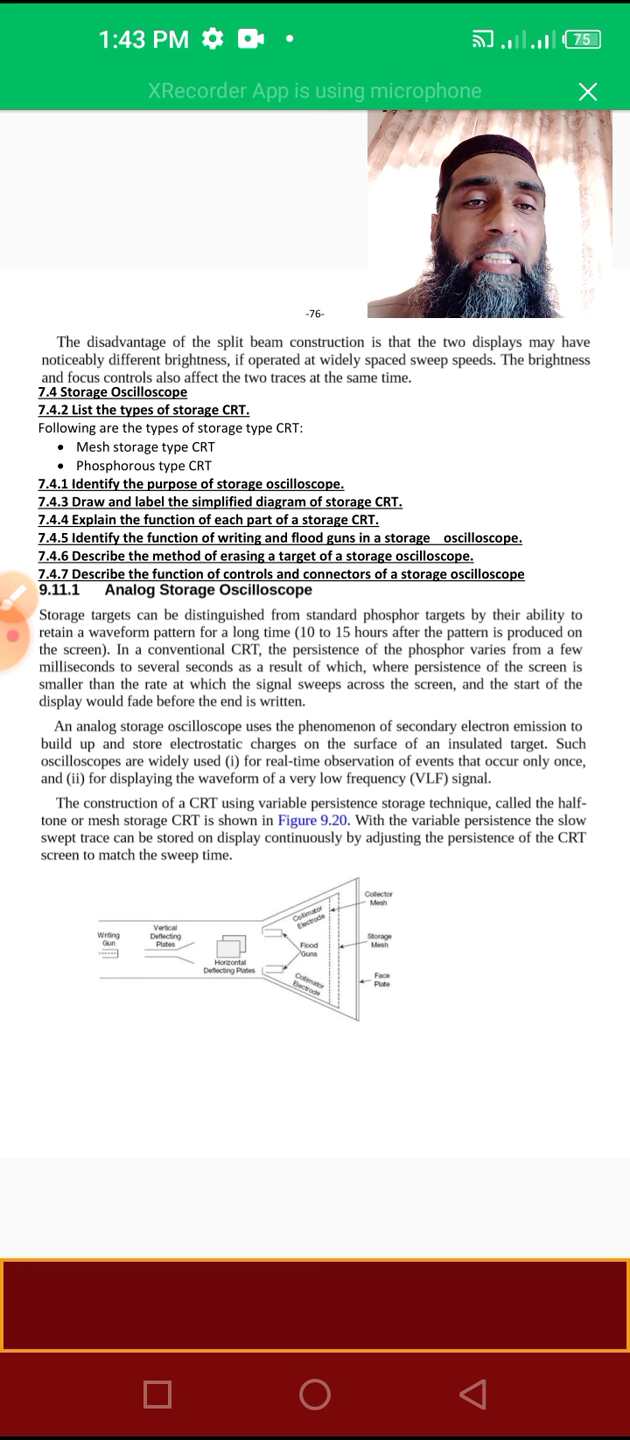 1:43 PM
75
XRecorder App is using microphone
-76-
The disadvantage of the split beam construction is that the two displays may have
noticeably different brightness, if operated at widely spaced sweep speeds. The brightness
and focus controls also affect the two traces at the same time.
7.4 Storage Oscilloscope
7.4.2 List the types of storage CRT.
Following are the types of storage type CRT:
• Mesh storage type CRT
• Phosphorous type CRT
7.4.1 Identify the purpose of storage oscilloscope.
7.4.3 Draw and label the simplified diagram of storage CRT.
7.4.4 Explain the function of each part of a storage CRT.
7.4.5 Identify the function of writing and flood guns in a storage oscilloscope.
7.4.6 Describe the method of erasing a target of a storage oscilloscope.
7.4.7 Describe the function of controls and connectors of a storage oscilloscope
9.11.1 Analog Storage Oscilloscope
Storage targets can be distinguished from standard phosphor targets by their ability to
retain a waveform pattern for a long time (10 to 15 hours after the pattern is produced on
the screen). In a conventional CRT, the persistence of the phosphor varies from a few
milliseconds to several seconds as a result of which, where persistence of the screen is
smaller than the rate at which the signal sweeps across the screen, and the start of the
display would fade before the end is written.
An analog storage oscilloscope uses the phenomenon of secondary electron emission to
build up and store electrostatic charges on the surface of an insulated target. Such
oscilloscopes are widely used (i) for real-time observation of events that occur only once,
and (ii) for displaying the waveform of a very low frequency (VLF) signal.
The construction of a CRT using variable persistence storage technique, called the half-
tone or mesh storage CRT is shown in Figure 9.20. With the variable persistence the slow
swept trace can be stored on display continuously by adjusting the persistence of the CRT
screen to match the sweep time.
Writing
Gun
Vertical
Deflecting
Plates
Horizontal
Deflecting Plates
Collimator
Electrode
Flood
Guns
Collimator
Electrode
Collector
Mesh
Storage
Mesh
Face
Plate